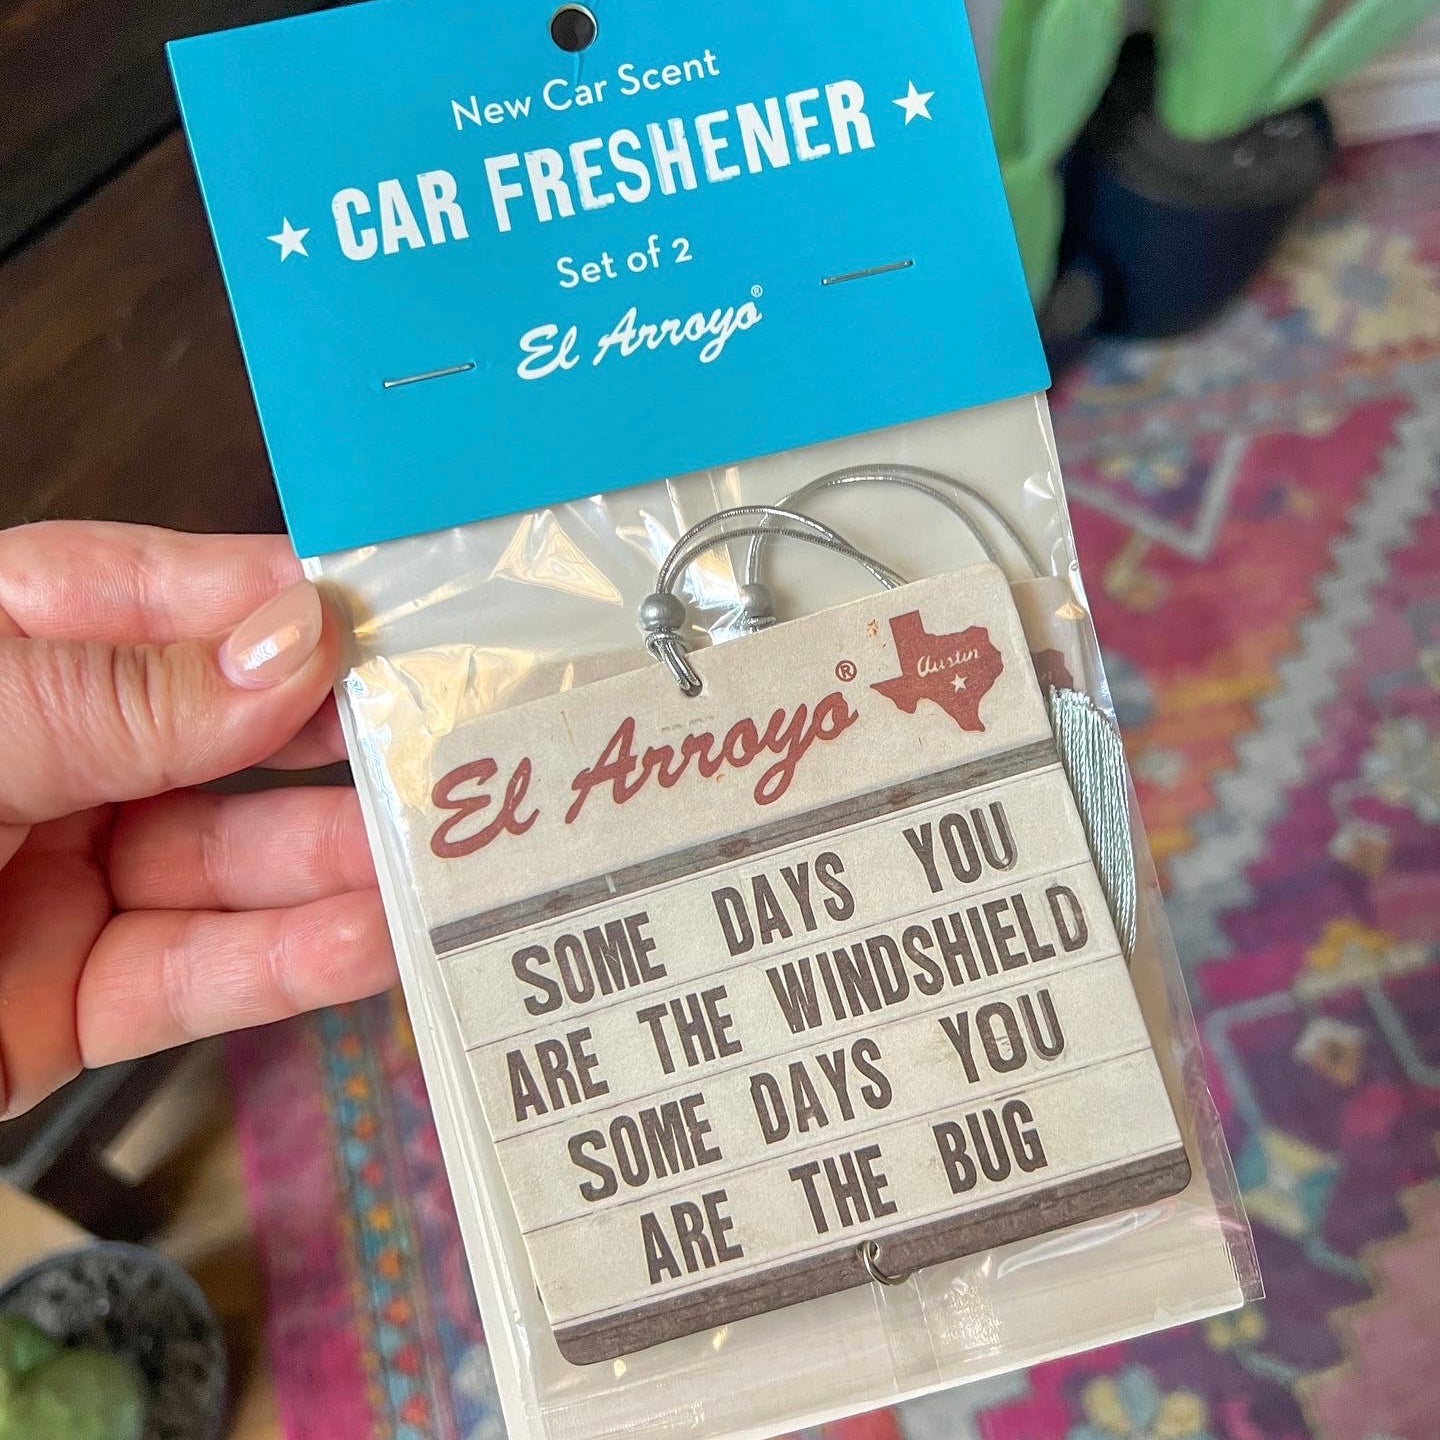 New Car Scent
★ CAR FRESHENER ★
Set of 2
El Arroyo®
El Arroyo®
Austin
SOME DAYS YOU
ARE THE WINDSHIELD
SOME DAYS YOU
ARE THE BUG